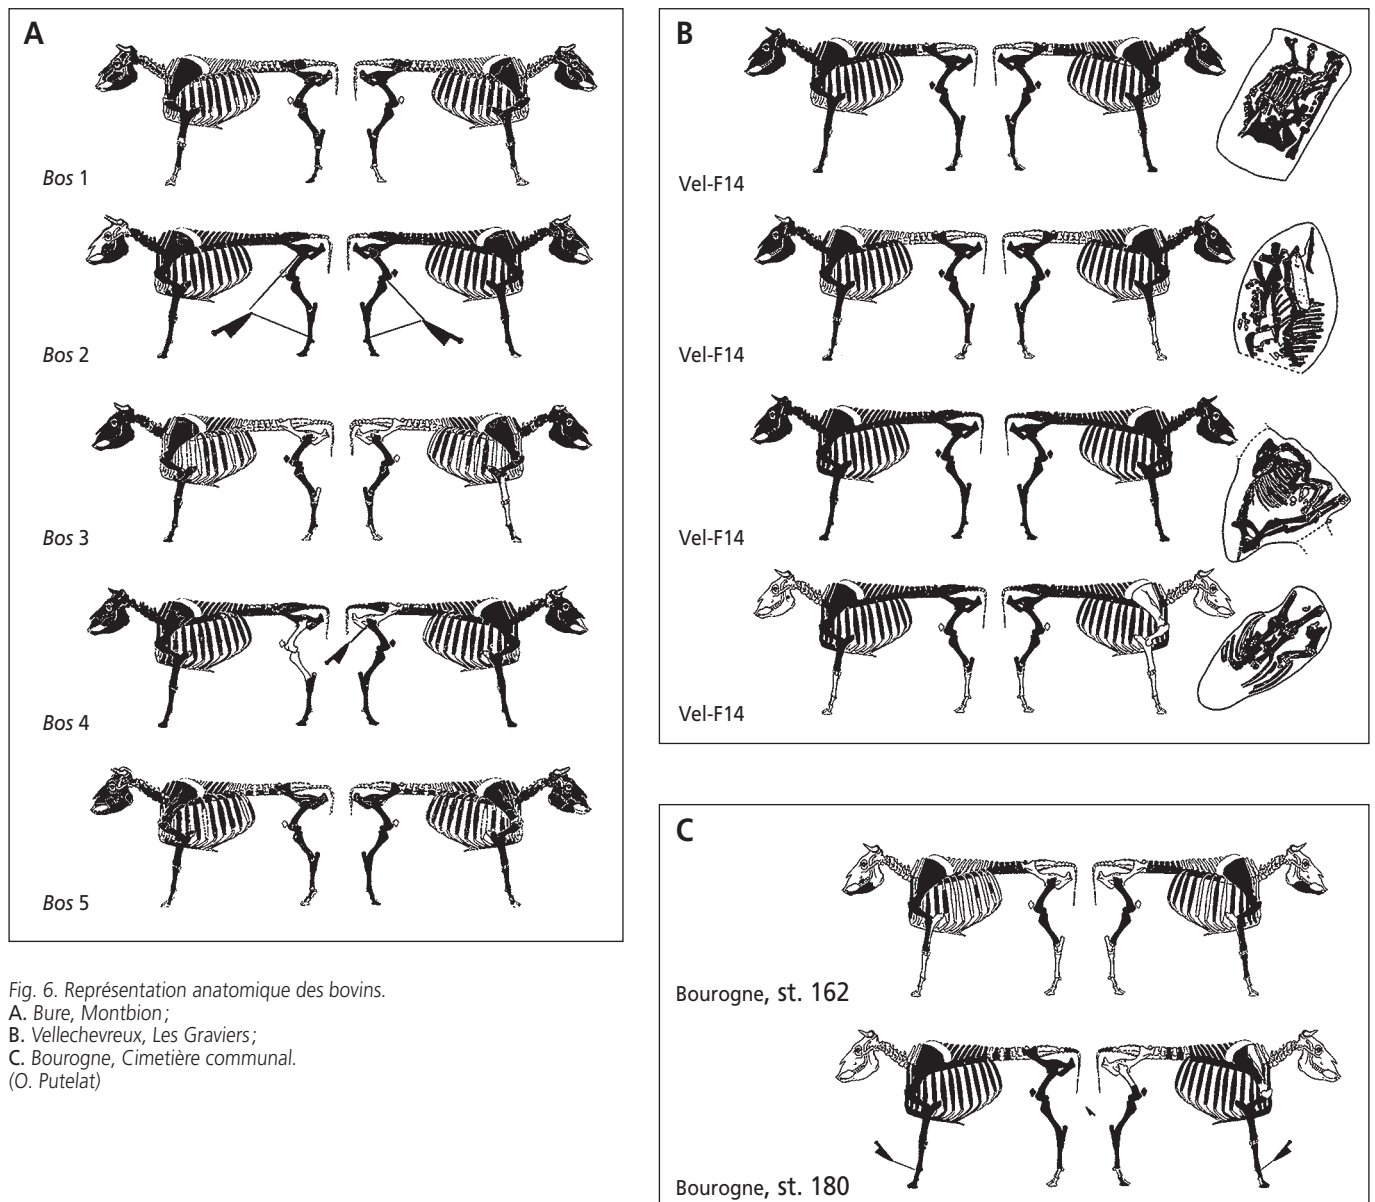 A
Bos 1
Bos 2
Bos 3
Bos 4
Bos 5
B
Vel-F14
Vel-F14
Vel-F14
Vel-F14
C
Bourogne, st. 162
Bourogne, st. 180
Fig. 6. Représentation anatomique des bovins.
A. Bure, Montbion;
B. Vellechevreux, Les Graviers;
C. Bourogne, Cimetière communal.
(O. Putelat)